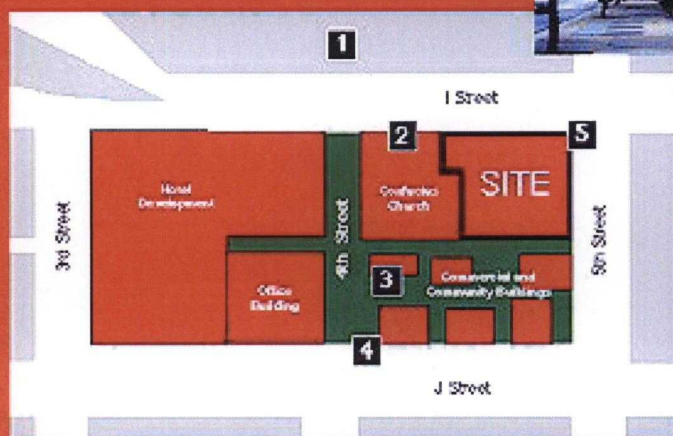 1
I Street
2
5
Hotel
Development
Confucius
Church
SITE
3rd Street
4th Street
5th Street
Office
Building
3
Commercial and
Community Buildings
4
J Street